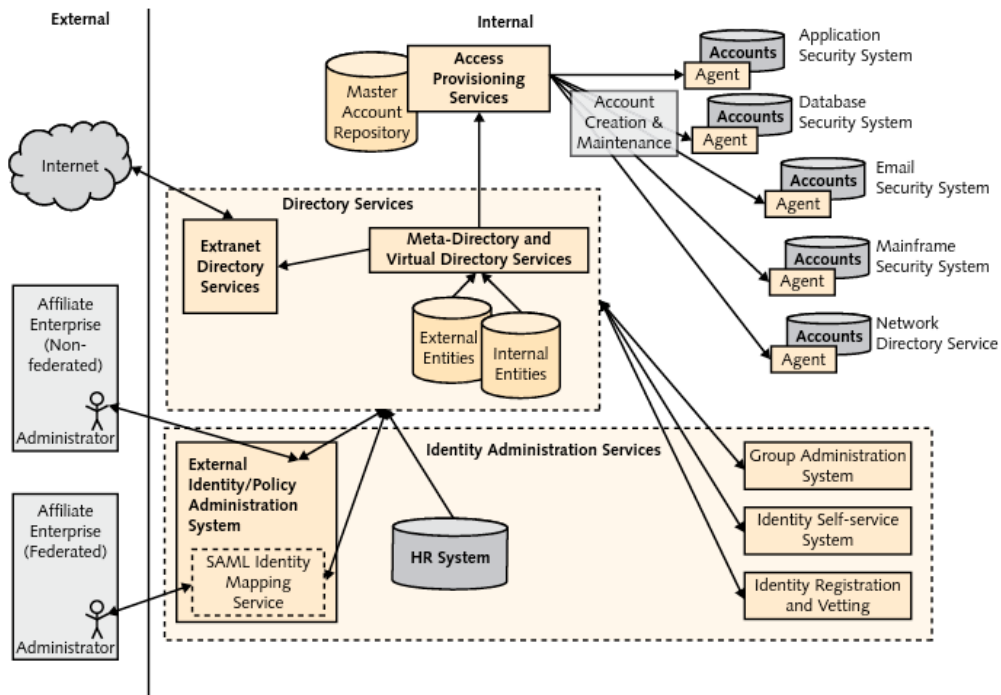 External
Internal
Access
Provisioning
Services
Master
Account
Repository
Account
Creation &
Maintenance
Accounts
Agent
Application
Security System
Accounts
Agent
Database
Security System
Accounts
Agent
Email
Security System
Accounts
Agent
Mainframe
Security System
Accounts
Agent
Network
Directory Service
Internet
Directory Services
Extranet
Directory
Services
Meta-Directory and
Virtual Directory Services
External
Entities
Internal
Entities
Affiliate
Enterprise
(Non-
federated)
Administrator
Affiliate
Enterprise
(Federated)
Administrator
Identity Administration Services
External
Identity/Policy
Administration
System
SAML Identity
Mapping
Service
HR System
Group Administration
System
Identity Self-service
System
Identity Registration
and Vetting